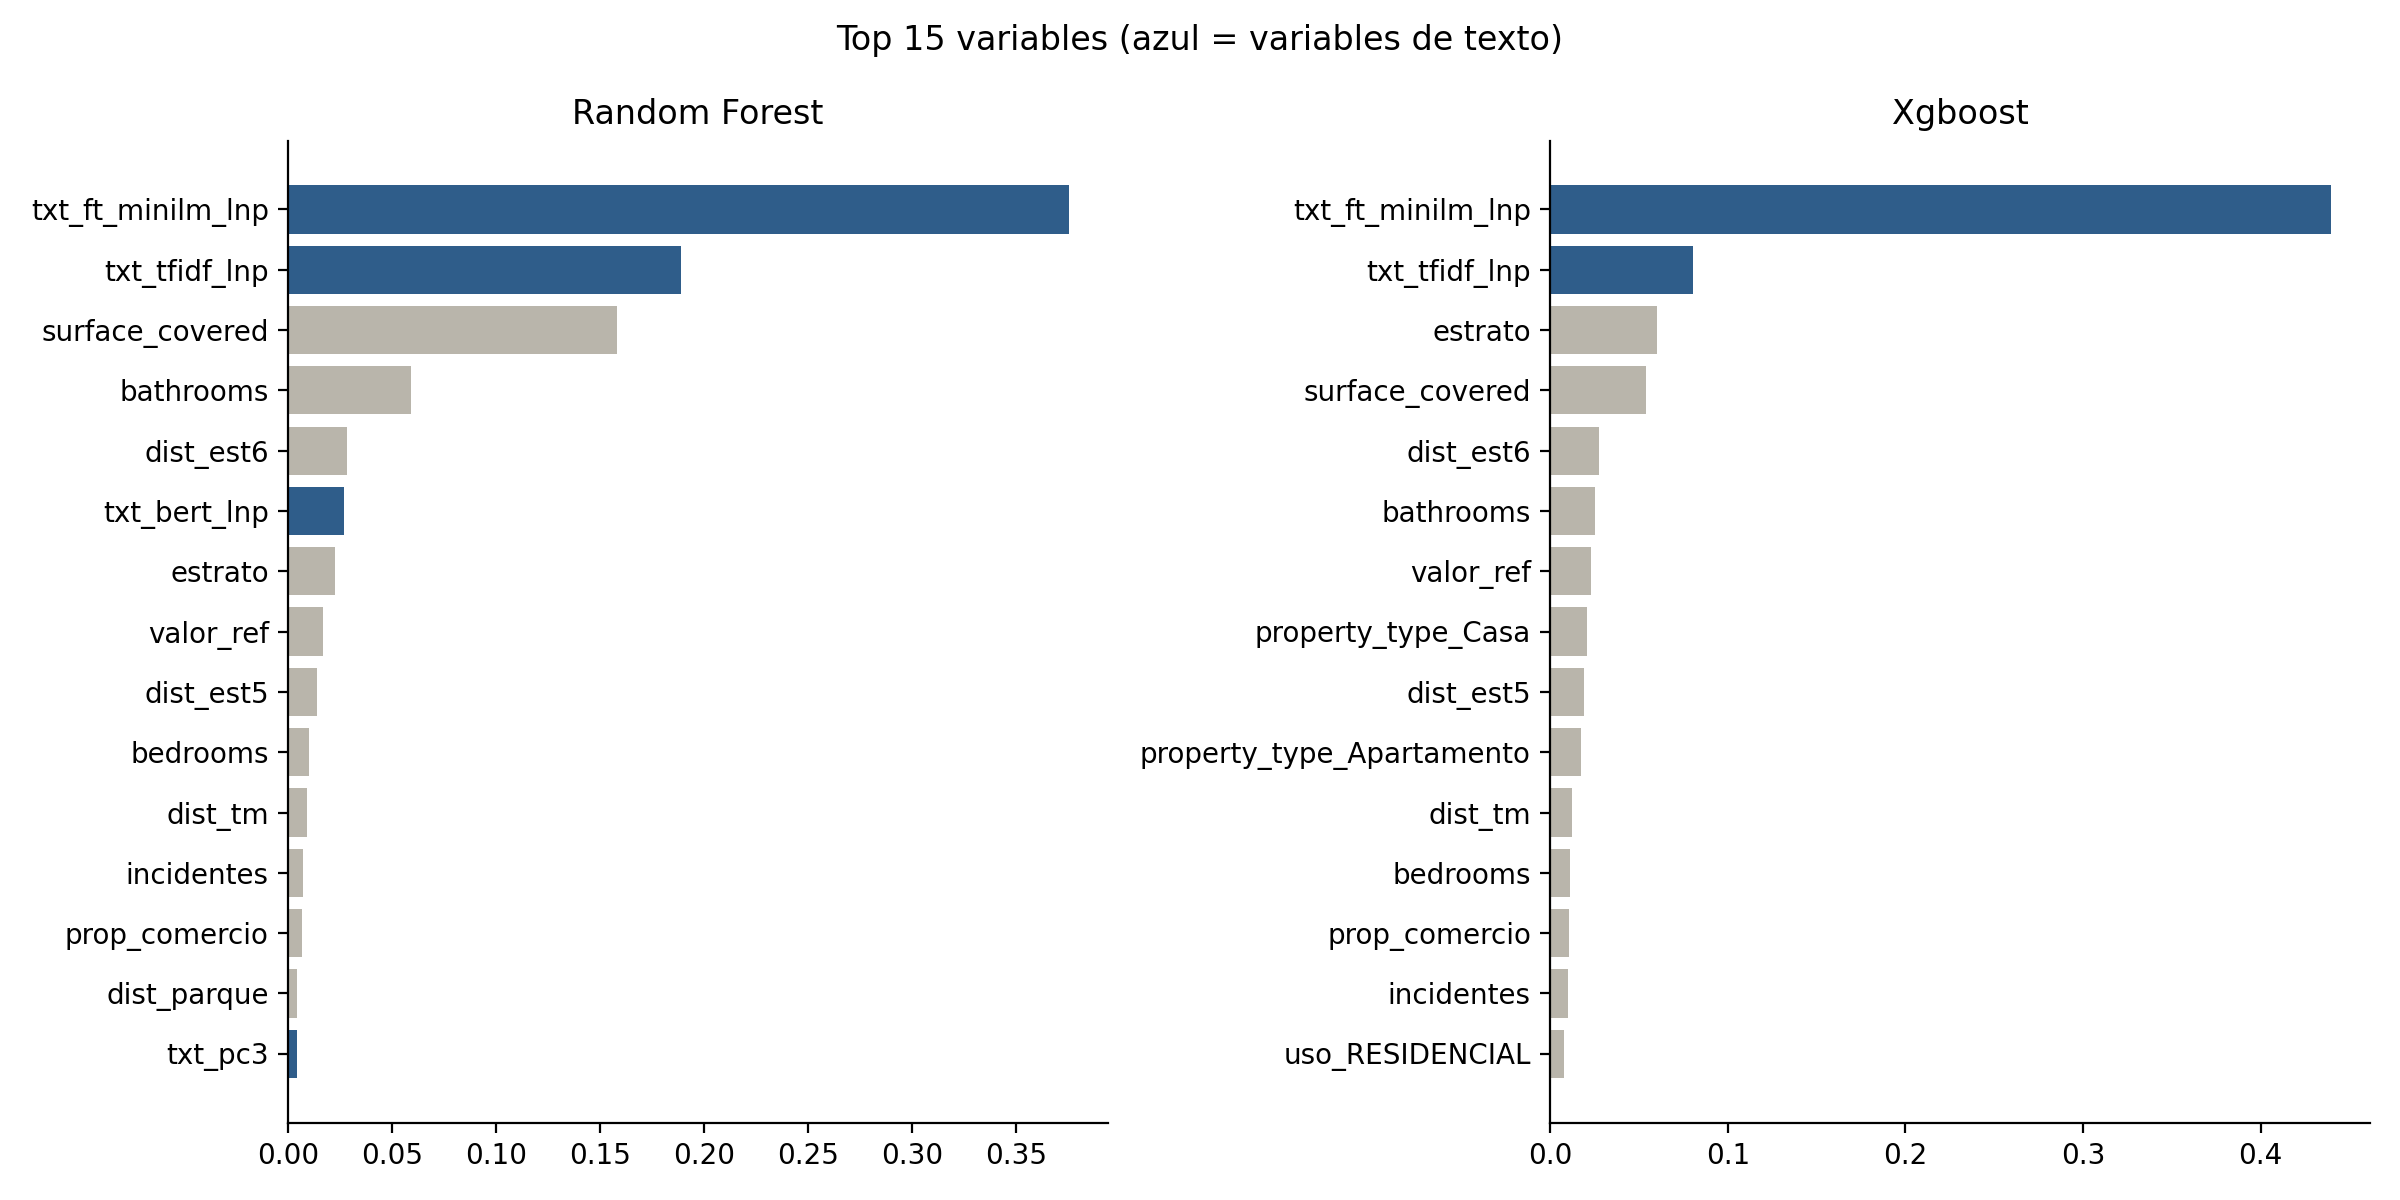 Top 15 variables (azul = variables de texto)
Random Forest
txt_ft_minilm_lnp
txt_tfidf_lnp
surface_covered
bathrooms
dist_est6
txt_bert_lnp
estrato
valor_ref
dist_est5
bedrooms
dist_tm
incidentes
prop_comercio
dist_parque
txt_pc3
0.00 0.05 0.10 0.15 0.20 0.25 0.30 0.35
Xgboost
txt_ft_minilm_lnp
txt_tfidf_lnp
estrato
surface_covered
dist_est6
bathrooms
valor_ref
property_type_Casa
dist_est5
property_type_Apartamento
dist_tm
bedrooms
prop_comercio
incidentes
uso_RESIDENCIAL
0.0 0.1 0.2 0.3 0.4